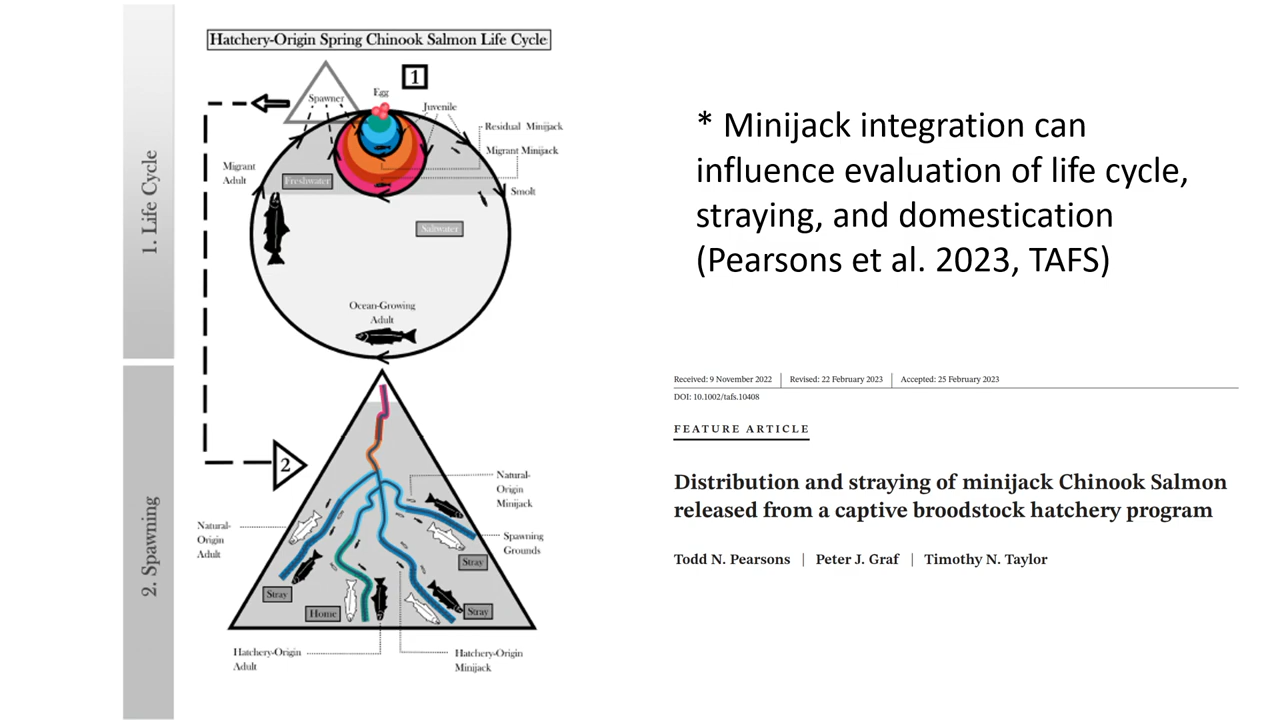 Hatchery-Origin Spring Chinook Salmon Life Cycle
1
Egg
Spawner
Juvenile
Residual Minijack
Migrant Minijack
Migrant
Adult
Freshwater
Smolt
Saltwater
Ocean-Growing
Adult
1. Life Cycle
2. Spawning
2
Natural-
Origin
Minijack
Natural-
Origin
Adult
Spawning
Grounds
Stray
Stray
Home
Stray
Hatchery-Origin
Adult
Hatchery-Origin
Minijack
* Minijack integration can
influence evaluation of life cycle,
straying, and domestication
(Pearsons et al. 2023, TAFS)
Received: 9 November 2022 | Revised: 22 February 2023 | Accepted: 25 February 2023
DOI: 10.1002/tafs.10408
FEATURE ARTICLE
Distribution and straying of minijack Chinook Salmon
released from a captive broodstock hatchery program
Todd N. Pearsons | Peter J. Graf | Timothy N. Taylor